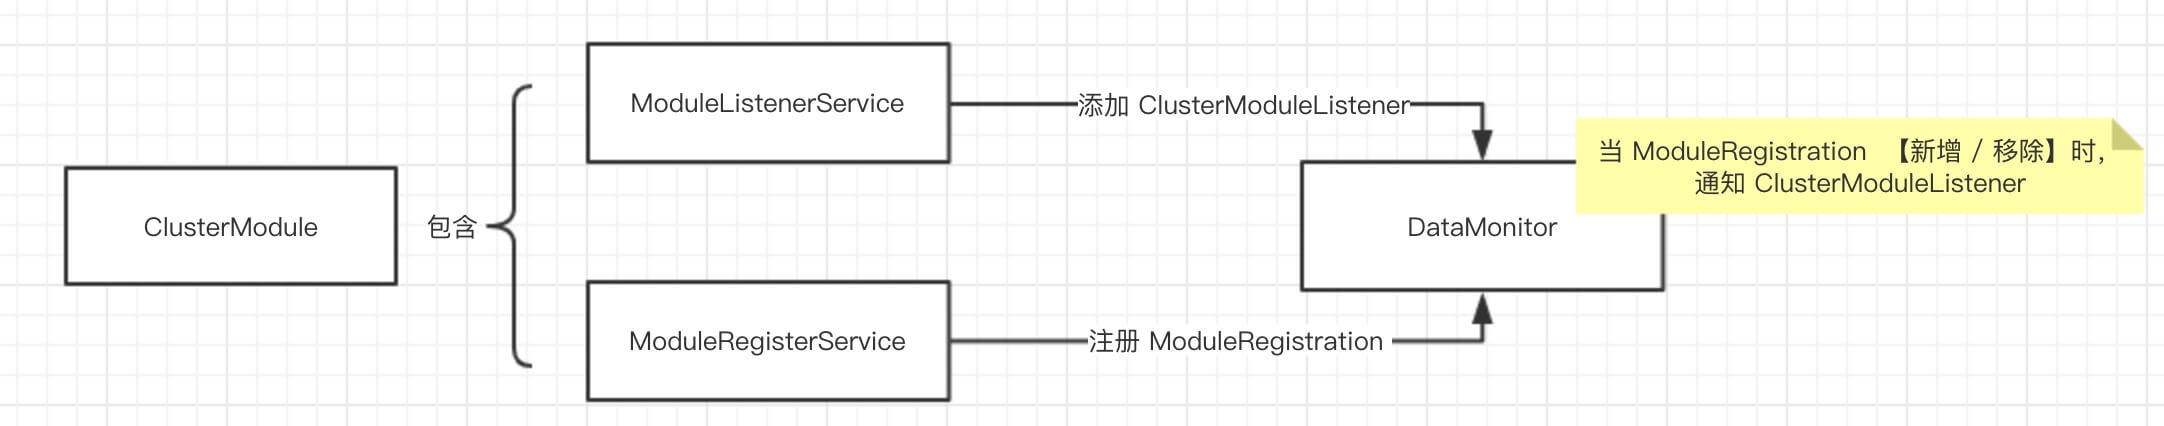 ModuleListenerService
添加 ClusterModuleListener
当 ModuleRegistration 【新增 / 移除】时，
通知 ClusterModuleListener
ClusterModule
包含
DataMonitor
ModuleRegisterService
注册 ModuleRegistration